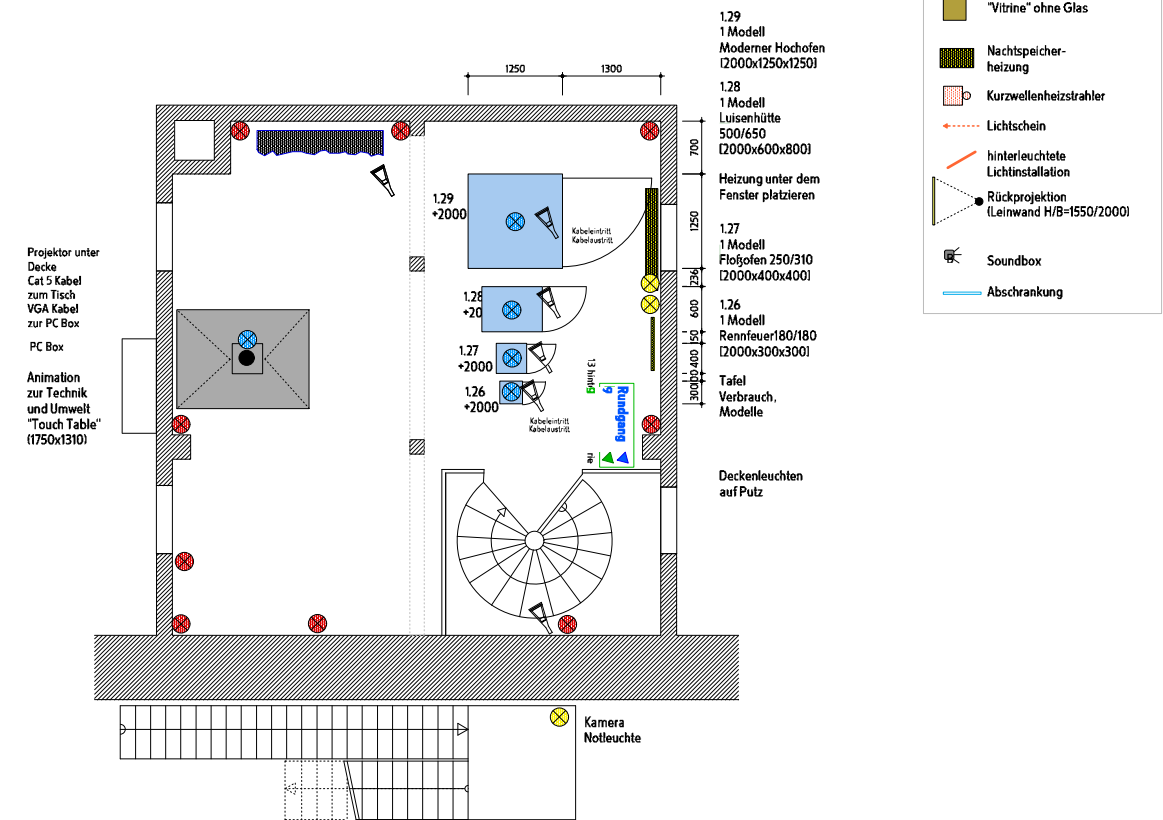 1.29
1 Modell
Moderner Hochofen
[2000x1250x1250]
1.28
1 Modell
Luisenhütte
500/650
[2000x600x800]
Heizung unter dem
Fenster platzieren
1.27
1 Modell
Floßofen 250/310
[2000x400x400]
1.26
1 Modell
Rennfeuer180/180
[2000x300x300]
Tafel
Verbrauch,
Modelle
Deckenleuchten
auf Putz
"Vitrine" ohne Glas
Nachtspeicher-
heizung
Kurzwellenheizstrahler
Lichtschein
hinterleuchtete
Lichtinstallation
Rückprojektion
(Leinwand H/B=1550/2000)
Soundbox
Abschrankung
1250
1300
700
1250
236
600
150
400
300
1.29
+2000
Kabeleintritt
Kabelaustritt
1.28
+20
1.27
+2000
1.26
+2000
Kabeleintritt
Kabelaustritt
Rundgang
Projektor unter
Decke
Cat 5 Kabel
zum Tisch
VGA Kabel
zur PC Box
PC Box
Animation
zur Technik
und Umwelt
"Touch Table"
(1750x1310)
Kamera
Notleuchte